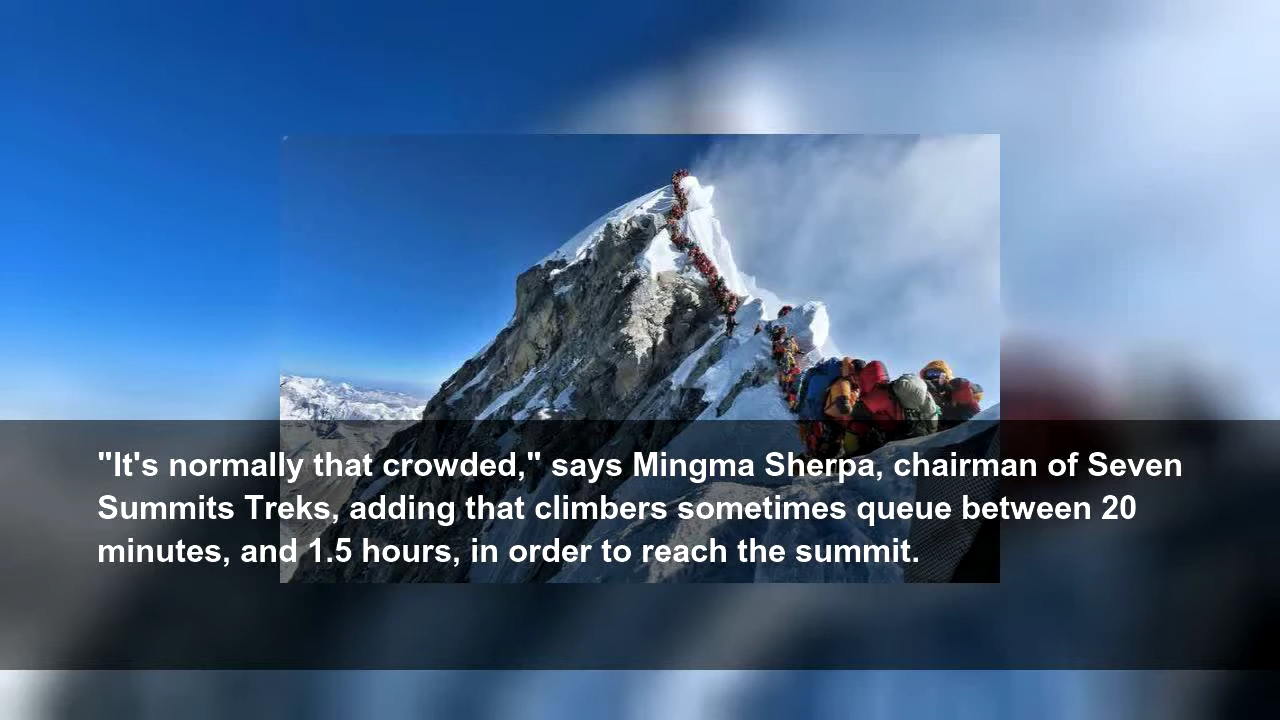 "It's normally that crowded," says Mingma Sherpa, chairman of Seven
Summits Treks, adding that climbers sometimes queue between 20
minutes, and 1.5 hours, in order to reach the summit.